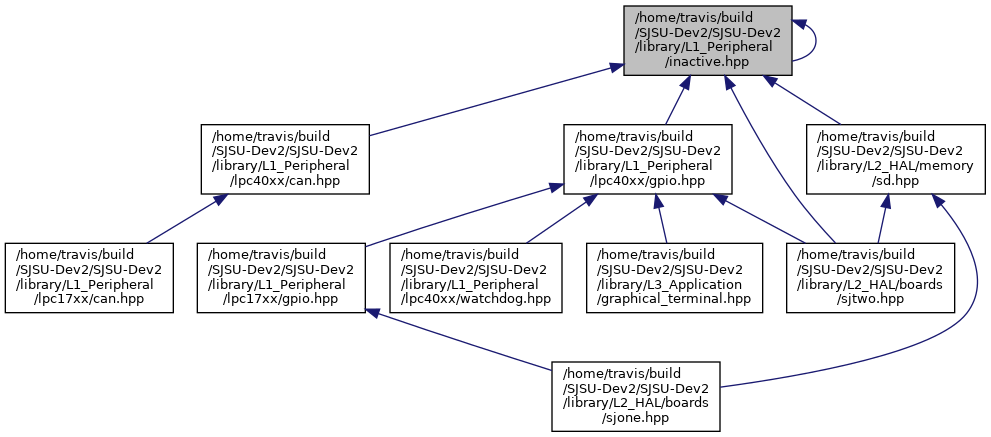 /home/travis/build
/SJSU-Dev2/SJSU-Dev2
/library/L1_Peripheral
/inactive.hpp
/home/travis/build
/SJSU-Dev2/SJSU-Dev2
/library/L1_Peripheral
/lpc40xx/can.hpp
/home/travis/build
/SJSU-Dev2/SJSU-Dev2
/library/L1_Peripheral
/lpc40xx/gpio.hpp
/home/travis/build
/SJSU-Dev2/SJSU-Dev2
/library/L2_HAL/memory
/sd.hpp
/home/travis/build
/SJSU-Dev2/SJSU-Dev2
/library/L1_Peripheral
/lpc17xx/can.hpp
/home/travis/build
/SJSU-Dev2/SJSU-Dev2
/library/L1_Peripheral
/lpc17xx/gpio.hpp
/home/travis/build
/SJSU-Dev2/SJSU-Dev2
/library/L1_Peripheral
/lpc40xx/watchdog.hpp
/home/travis/build
/SJSU-Dev2/SJSU-Dev2
/library/L3_Application
/graphical_terminal.hpp
/home/travis/build
/SJSU-Dev2/SJSU-Dev2
/library/L2_HAL/boards
/sjtwo.hpp
/home/travis/build
/SJSU-Dev2/SJSU-Dev2
/library/L2_HAL/boards
/sjone.hpp